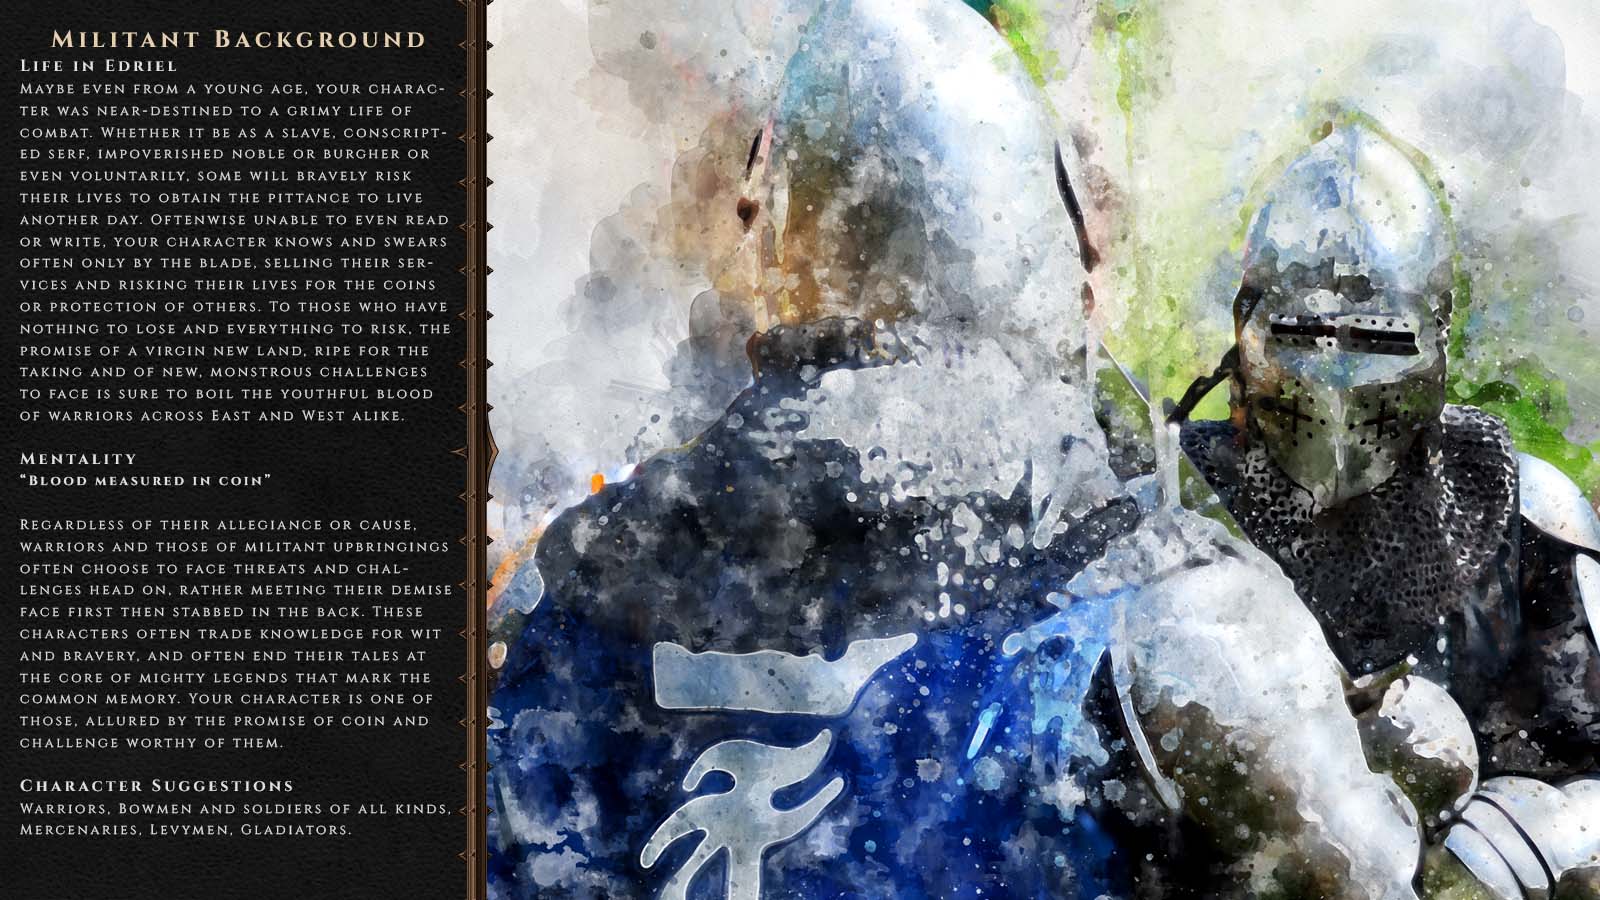 Militant Background
Life in Edriel
Maybe even from a young age, your charac-
ter was near-destined to a grimy life of
combat. Whether it be as a slave, conscript-
ed serf, impoverished noble or burgher or
even voluntarily, some will bravely risk
their lives to obtain the pittance to live
another day. Oftenwise unable to even read
or write, your character knows and swears
often only by the blade, selling their ser-
vices and risking their lives for the coins
or protection of others. To those who have
nothing to lose and everything to risk, the
promise of a virgin new land, ripe for the
taking and of new, monstrous challenges
to face is sure to boil the youthful blood
of warriors across East and West alike.
Mentality
“Blood measured in coin”
Regardless of their allegiance or cause,
warriors and those of militant upbringings
often choose to face threats and chal-
lenges head on, rather meeting their demise
face first then stabbed in the back. These
characters often trade knowledge for wit
and bravery, and often end their tales at
the core of mighty legends that mark the
common memory. Your character is one of
those, allured by the promise of coin and
challenge worthy of them.
Character Suggestions
Warriors, Bowmen and soldiers of all kinds,
Mercenaries, Levymen, Gladiators.